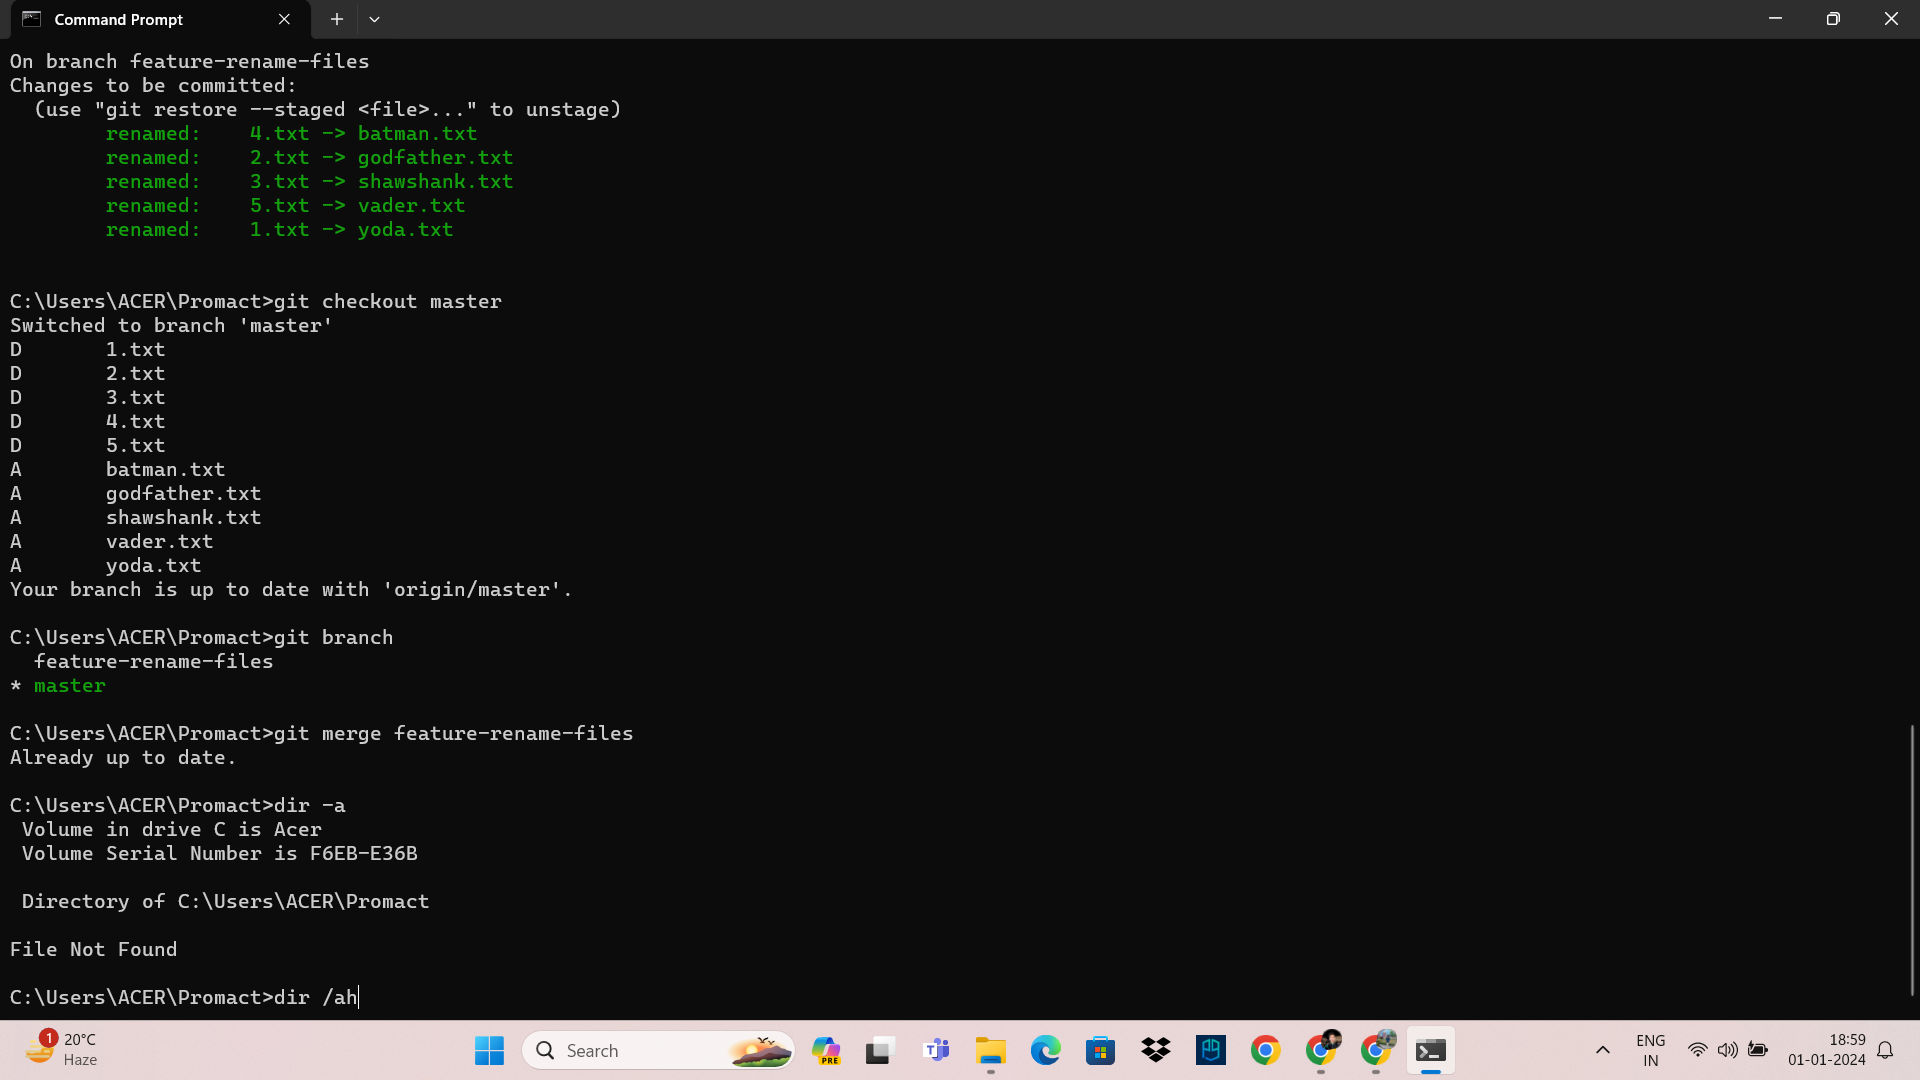 Command Prompt
On branch feature-rename-files
Changes to be committed:
  (use "git restore --staged <file>..." to unstage)
        renamed:    4.txt -> batman.txt
        renamed:    2.txt -> godfather.txt
        renamed:    3.txt -> shawshank.txt
        renamed:    5.txt -> vader.txt
        renamed:    1.txt -> yoda.txt
C:\Users\ACER\Promact>git checkout master
Switched to branch 'master'
D       1.txt
D       2.txt
D       3.txt
D       4.txt
D       5.txt
A       batman.txt
A       godfather.txt
A       shawshank.txt
A       vader.txt
A       yoda.txt
Your branch is up to date with 'origin/master'.
C:\Users\ACER\Promact>git branch
  feature-rename-files
* master
C:\Users\ACER\Promact>git merge feature-rename-files
Already up to date.
C:\Users\ACER\Promact>dir -a
 Volume in drive C is Acer
 Volume Serial Number is F6EB-E36B
 Directory of C:\Users\ACER\Promact
File Not Found
C:\Users\ACER\Promact>dir /ah
1
20°C
Haze
Search
PRE
ENG
IN
18:59
01-01-2024